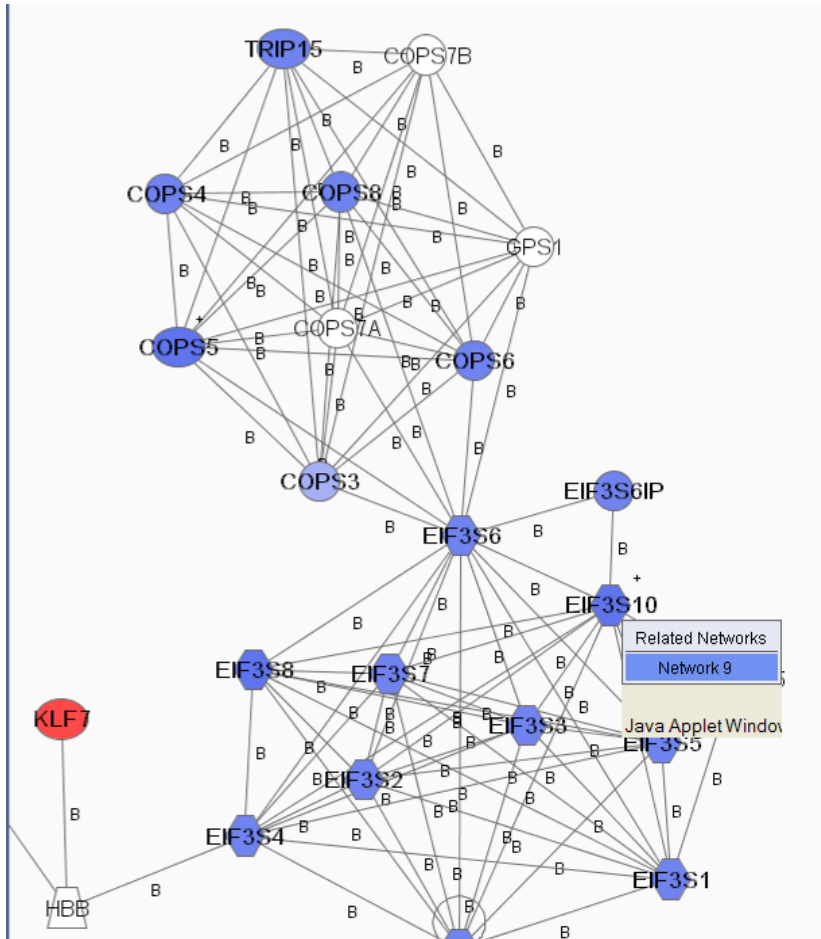 TRIP15
COPS7B
COPS4
COPS8
GPS1
COPS7A
COPS5
COPS6
COPS3
EIF3S6IP
EIF3S6
EIF3S10
Related Networks
Network 9
Java Applet Window
EIF3S8
EIF3S7
KLF7
EIF3S3
EIF3S5
EIF3S2
EIF3S4
EIF3S1
HBB
B